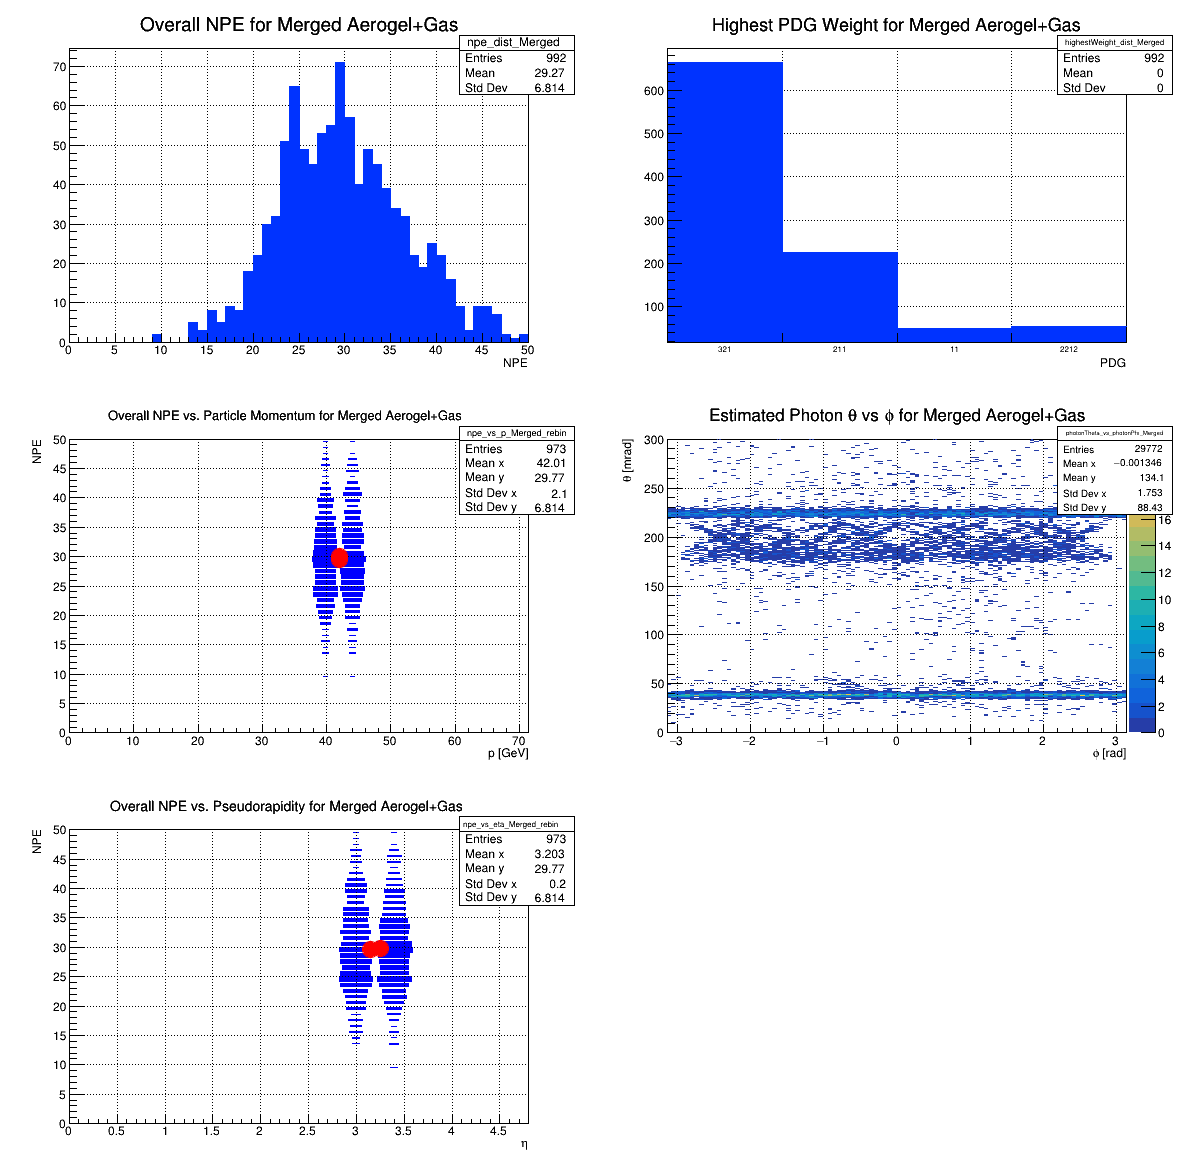 Overall NPE for Merged Aerogel+Gas
npe_dist_Merged
Entries 992
Mean 29.27
Std Dev 6.814
70
60
50
40
30
20
10
0
0 5 10 15 20 25 30 35 40 45 50
NPE
Highest PDG Weight for Merged Aerogel+Gas
highestWeight_dist_Merged
Entries 992
Mean 0
Std Dev 0
600
500
400
300
200
100
321 211 11 2212
PDG
Overall NPE vs. Particle Momentum for Merged Aerogel+Gas
npe_vs_p_Merged_rebin
Entries 973
Mean x 42.01
Mean y 29.77
Std Dev x 2.1
Std Dev y 6.814
NPE
50
45
40
35
30
25
20
15
10
5
0
0 10 20 30 40 50 60 70
p [GeV]
Estimated Photon θ vs ϕ for Merged Aerogel+Gas
photonTheta_vs_photonPhi_Merged
Entries 29772
Mean x −0.001346
Mean y 134.1
Std Dev x 1.753
Std Dev y 88.43
θ [mrad]
300
250
200
150
100
50
0
−3 −2 −1 0 1 2 3
ϕ [rad]
16
14
12
10
8
6
4
2
0
Overall NPE vs. Pseudorapidity for Merged Aerogel+Gas
npe_vs_eta_Merged_rebin
Entries 973
Mean x 3.203
Mean y 29.77
Std Dev x 0.2
Std Dev y 6.814
NPE
50
45
40
35
30
25
20
15
10
5
0
0 0.5 1 1.5 2 2.5 3 3.5 4 4.5
η